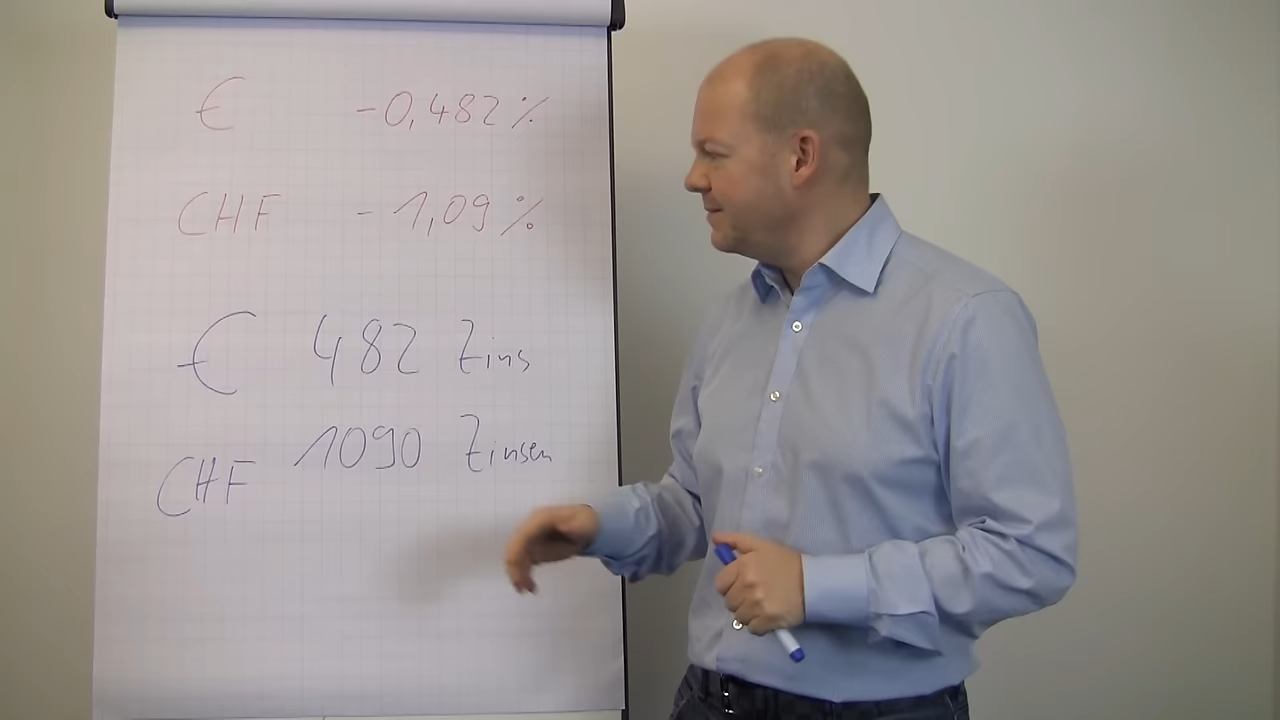 € -0,482%
CHF -1,09%
€ 482 Zins
CHF 1090 Zinsen